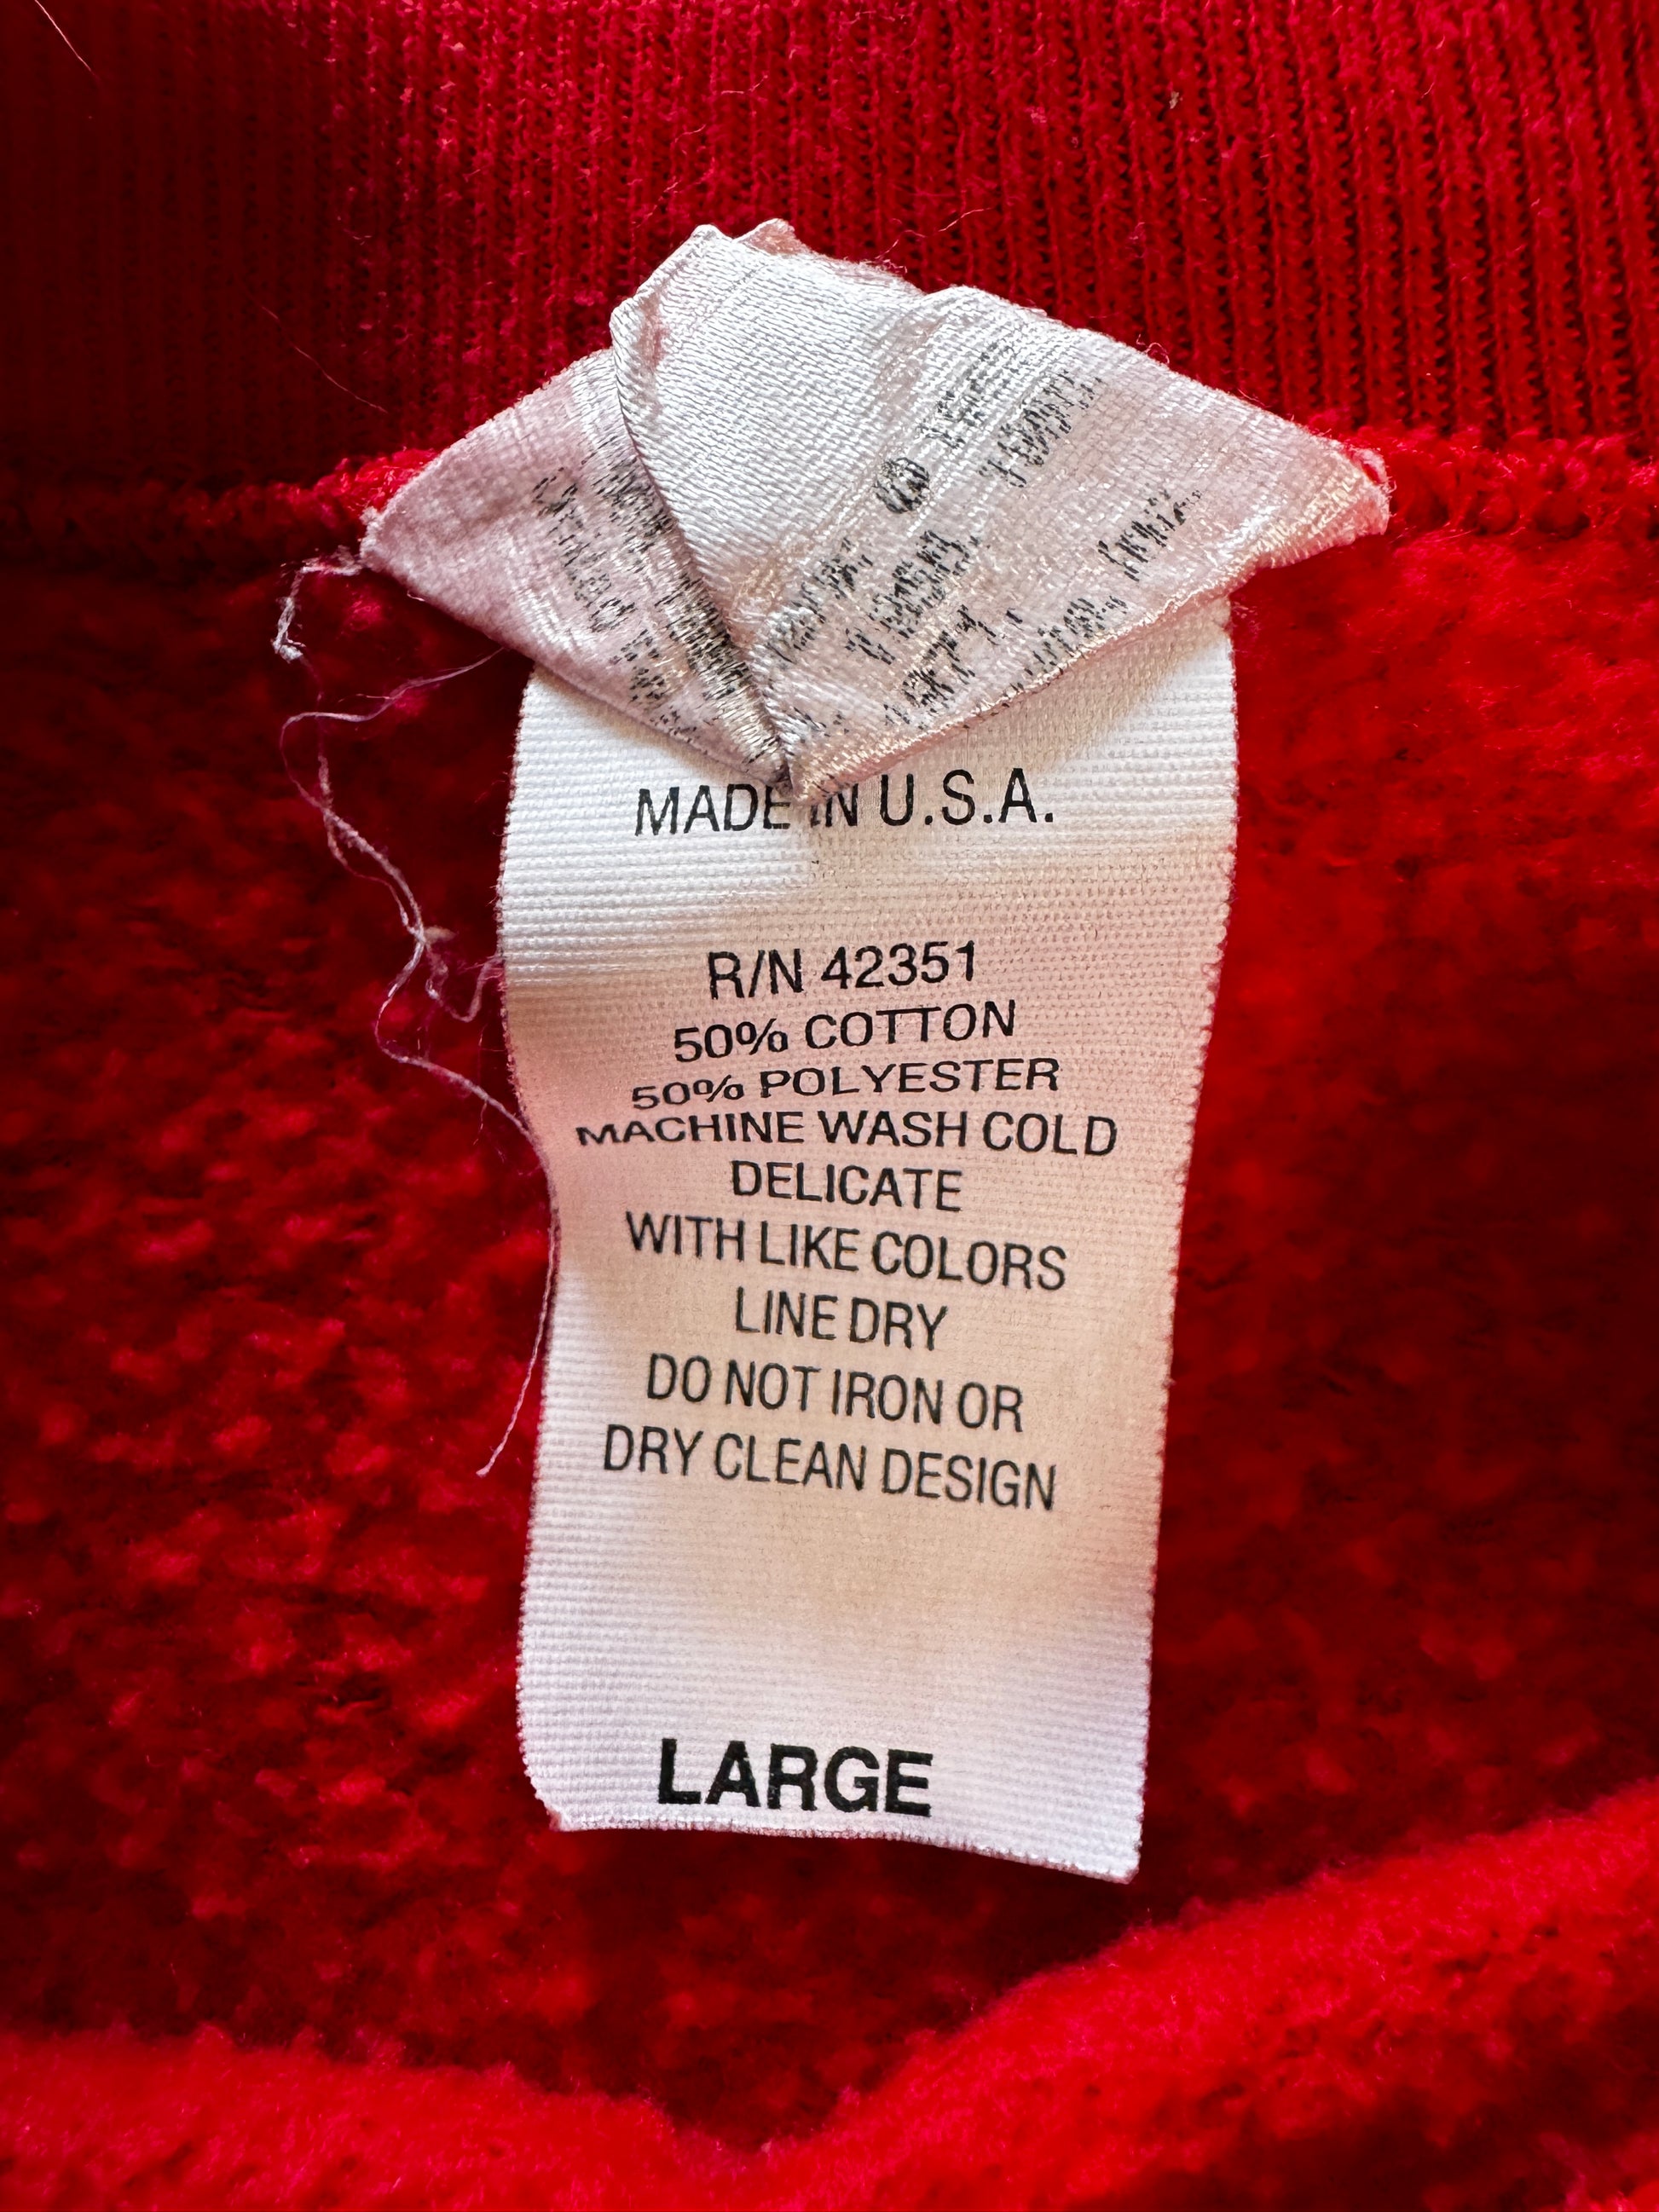 MADE IN U.S.A.
R/N 42351
50% COTTON
50% POLYESTER
MACHINE WASH COLD
DELICATE
WITH LIKE COLORS
LINE DRY
DO NOT IRON OR
DRY CLEAN DESIGN
LARGE